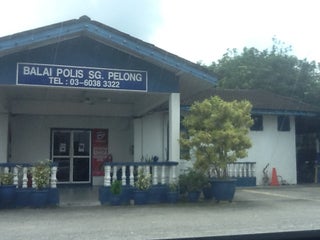 BALAI POLIS SG. PELONG
TEL : 03-6038 3322